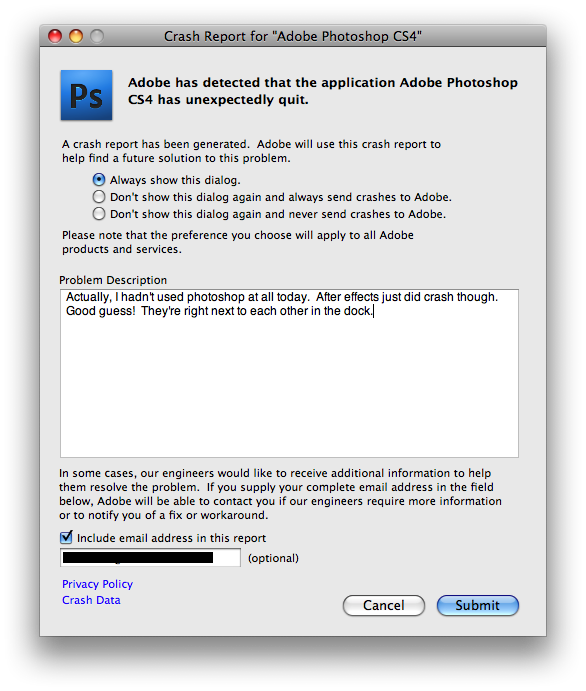 Crash Report for "Adobe Photoshop CS4"
Ps
Adobe has detected that the application Adobe Photoshop
CS4 has unexpectedly quit.
A crash report has been generated.  Adobe will use this crash report to
help find a future solution to this problem.
Always show this dialog.
Don't show this dialog again and always send crashes to Adobe.
Don't show this dialog again and never send crashes to Adobe.
Please note that the preference you choose will apply to all Adobe
products and services.
Problem Description
Actually, I hadn't used photoshop at all today.  After effects just did crash though.
Good guess!  They're right next to each other in the dock.
In some cases, our engineers would like to receive additional information to help
them resolve the problem.  If you supply your complete email address in the field
below, Adobe will be able to contact you if our engineers require more information
or to notify you of a fix or workaround.
Include email address in this report
(optional)
Privacy Policy
Crash Data
Cancel
Submit